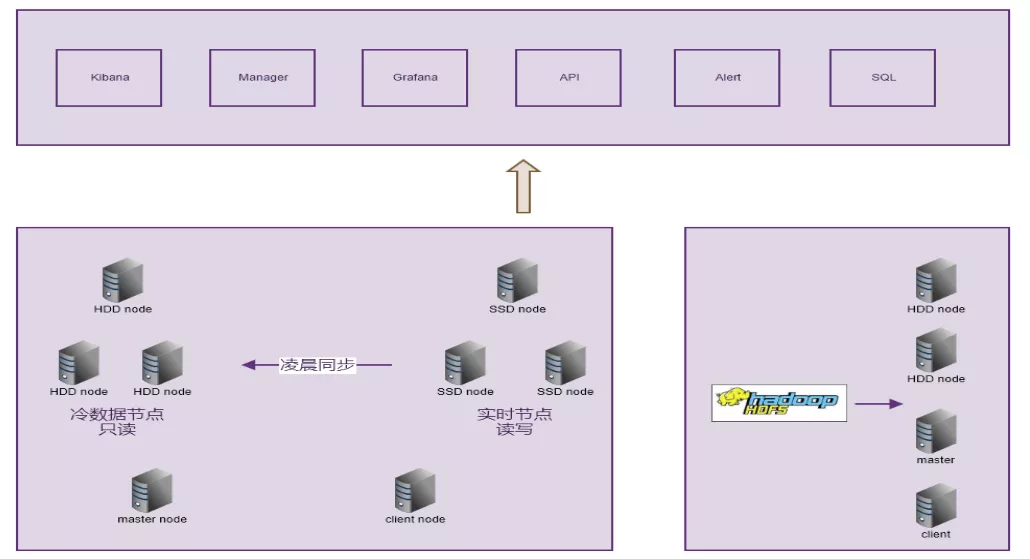 Kibana
Manager
Grafana
API
Alert
SQL
HDD node
SSD node
HDD node
HDD node
凌晨同步
SSD node
SSD node
冷数据节点
只读
实时节点
读写
master node
client node
HDD node
HDD node
hadoop
HDFS
master
client